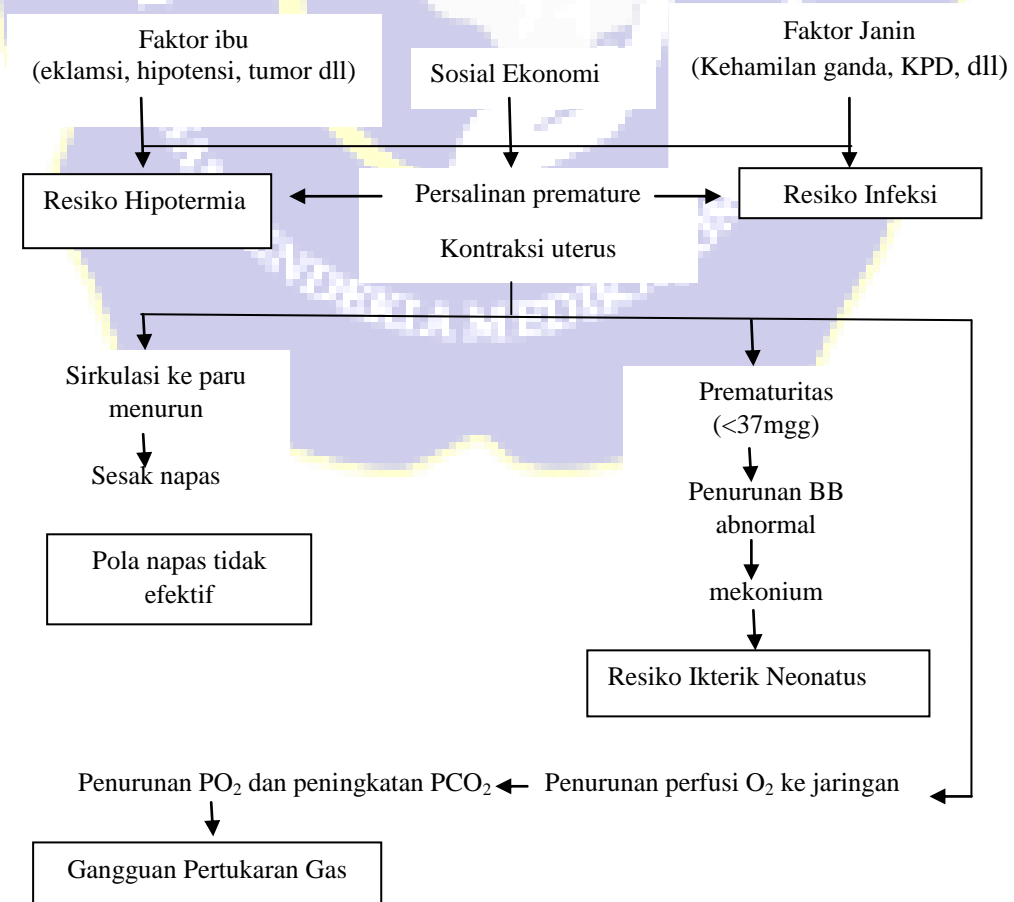 Faktor ibu
(eklamsi, hipotensi, tumor dll)
Sosial Ekonomi
Faktor Janin
(Kehamilan ganda, KPD, dll)
Resiko Hipotermia
Persalinan premature
Resiko Infeksi
Kontraksi uterus
Sirkulasi ke paru
menurun
Sesak napas
Pola napas tidak
efektif
Prematuritas
(<37mgg)
Penurunan BB
abnormal
mekonium
Resiko Ikterik Neonatus
Penurunan PO₂ dan peningkatan PCO₂
Penurunan perfusi O₂ ke jaringan
Gangguan Pertukaran Gas